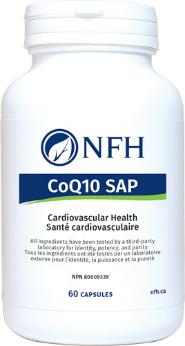 NFH
CoQ10 SAP
Cardiovascular Health
Santé cardiovasculaire
All ingredients have been tested by a third-party
laboratory for identity, potency, and purity
Tous les ingrédients ont été testés par un laboratoire
externe pour l'identité, la puissance et la pureté
NPN 80009339
60 CAPSULES
nfh.ca